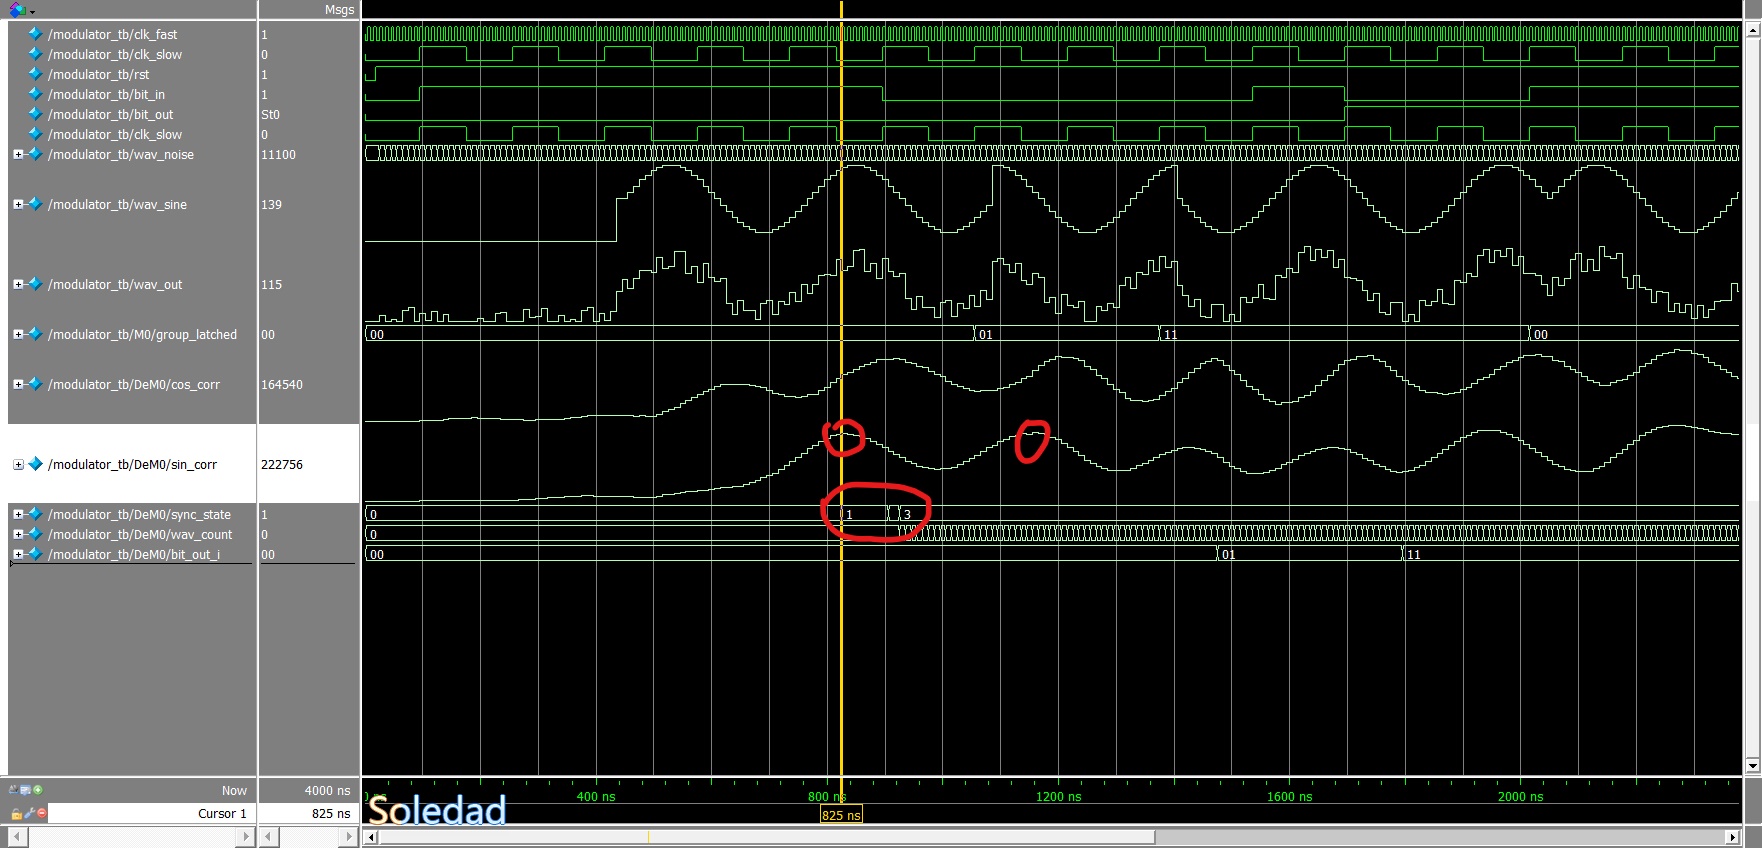 Msgs
/modulator_tb/clk_fast 1
/modulator_tb/clk_slow 0
/modulator_tb/rst 1
/modulator_tb/bit_in 1
/modulator_tb/bit_out St0
/modulator_tb/clk_slow 0
/modulator_tb/wav_noise 11100
/modulator_tb/wav_sine 139
/modulator_tb/wav_out 115
/modulator_tb/M0/group_latched 00 00 01 11 00
/modulator_tb/DeM0/cos_corr 164540
/modulator_tb/DeM0/sin_corr 222756
/modulator_tb/DeM0/sync_state 1 0 1 3
/modulator_tb/DeM0/wav_count 0 0
/modulator_tb/DeM0/bit_out_i 00 00 01 11
Now 4000 ns 400 ns 800 ns 1200 ns 1600 ns 2000 ns
Cursor 1 825 ns 825 ns
Soledad